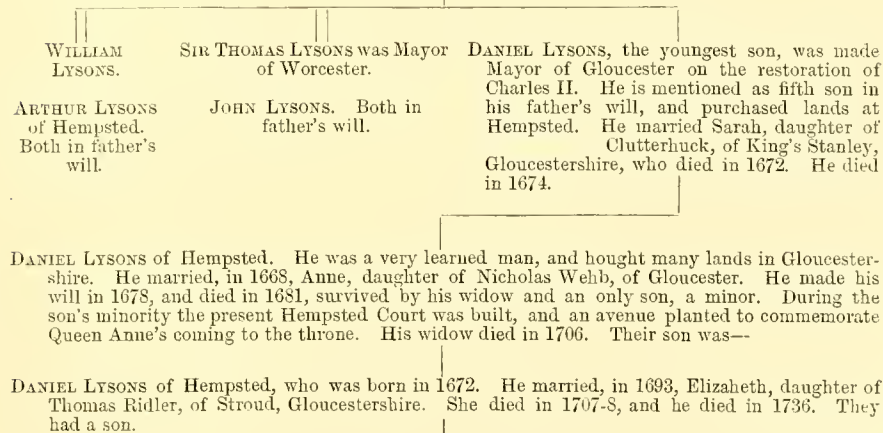 WILLIAM
LYSONS.
ARTHUR LYSONS
of Hempsted.
Both in father's
will.
SIR THOMAS LYSONS was Mayor
of Worcester.
JOHN LYSONS. Both in
father's will.
DANIEL LYSONS, the youngest son, was made
Mayor of Gloucester on the restoration of
Charles II. He is mentioned as fifth son in
his father's will, and purchased lands at
Hempsted. He married Sarah, daughter of
Clutterhuck, of King's Stanley,
Gloucestershire, who died in 1672. He died
in 1674.
DANIEL LYSONS of Hempsted. He was a very learned man, and hought many lands in Gloucester-
shire. He married, in 1668, Anne, daughter of Nicholas Wehb, of Gloucester. He made his
will in 1678, and died in 1681, survived by his widow and an only son, a minor. During the
son's minority the present Hempsted Court was built, and an avenue planted to commemorate
Queen Anne's coming to the throne. His widow died in 1706. Their son was—
DANIEL LYSONS of Hempsted, who was born in 1672. He married, in 1693, Elizaheth, daughter of
Thomas Ridler, of Stroud, Gloucestershire. She died in 1707-8, and he died in 1736. They
had a son.